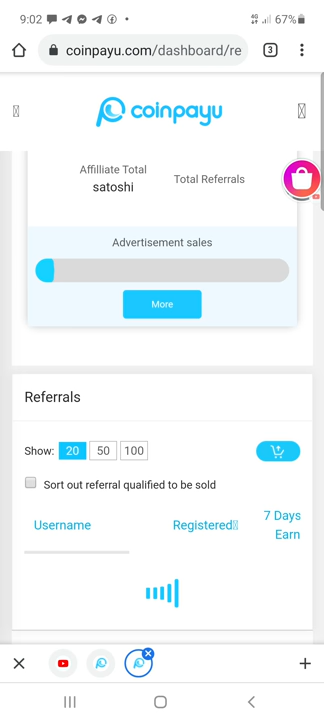 9:02
67%
coinpayu.com/dashboard/re
3
coinpayu
Affilliate Total
satoshi
Total Referrals
Advertisement sales
More
Referrals
Show: 20 50 100
Sort out referral qualified to be sold
Username Registered 7 Days Earn